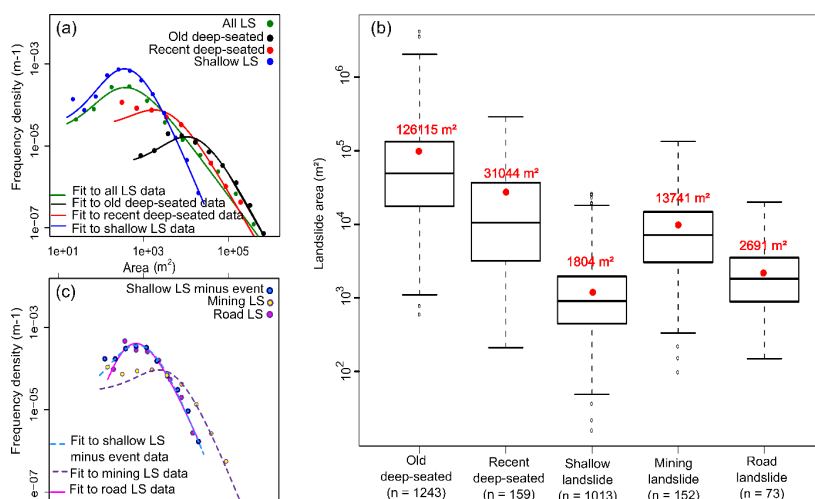 (a)
All LS
Old deep-seated
Recent deep-seated
Shallow LS
Frequency density (m-1)
1e-03
1e-05
1e-07
Fit to all LS data
Fit to old deep-seated data
Fit to recent deep-seated data
Fit to shallow LS data
1e+01
1e+03
1e+05
Area (m²)
(c)
Shallow LS minus event
Mining LS
Road LS
Frequency density (m-1)
1e-03
1e-05
1e-07
Fit to shallow LS
minus event data
Fit to mining LS data
Fit to road LS data
(b)
Landslide area (m²)
10⁶
10⁵
10⁴
10³
10²
126115 m²
31044 m²
1804 m²
13741 m²
2691 m²
Old
deep-seated
(n = 1243)
Recent
deep-seated
(n = 159)
Shallow
landslide
(n = 1013)
Mining
landslide
(n = 152)
Road
landslide
(n = 73)